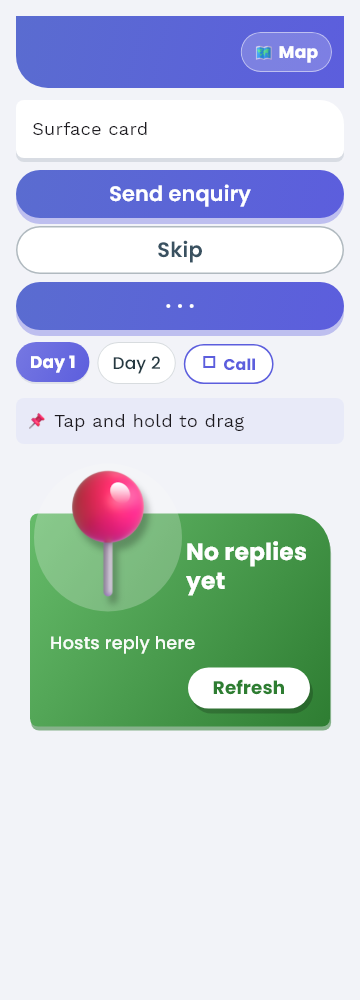 Map
Surface card
Send enquiry
Skip
...
Day 1
Day 2
Call
Tap and hold to drag
No replies
yet
Hosts reply here
Refresh